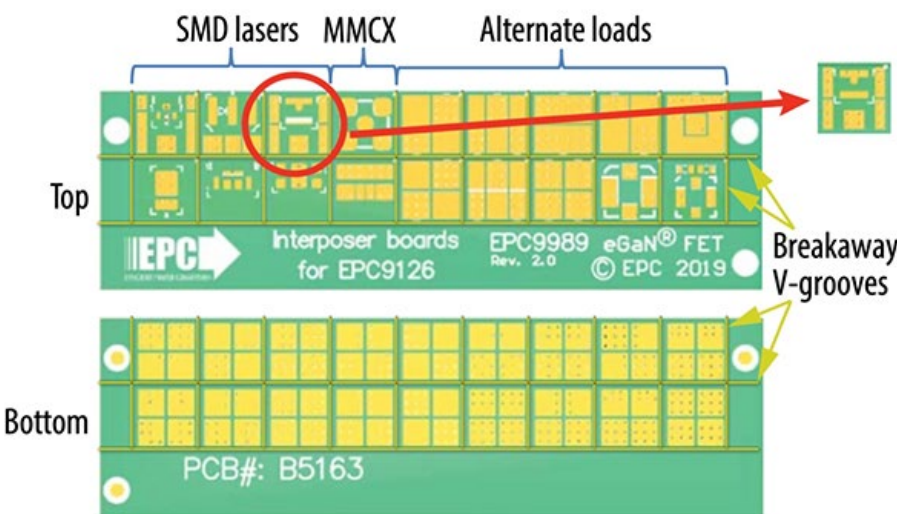 SMD lasers MMCX Alternate loads
Top
EPC
Interposer boards
for EPC9126
EPC9989 eGaN® FET
Rev. 2.0
© EPC 2019
Breakaway
V-grooves
Bottom
PCB#: B5163